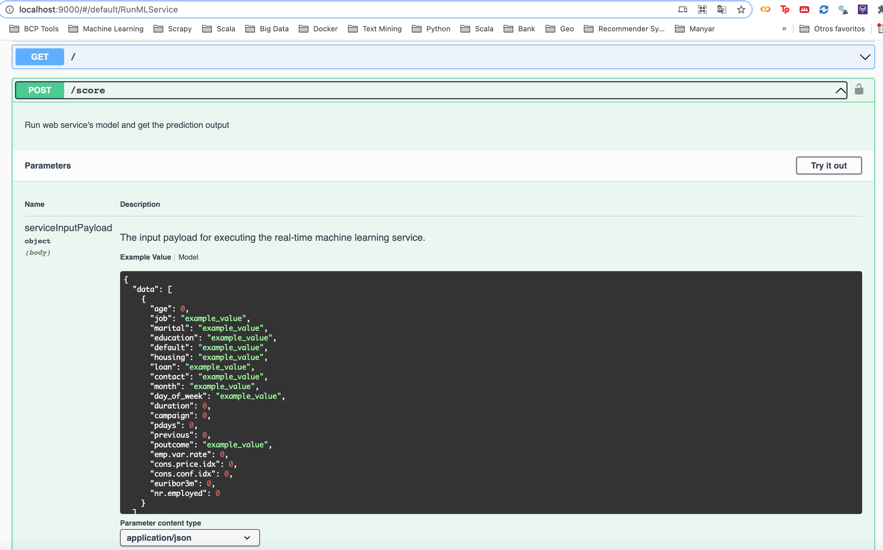 localhost:9000/#/default/RunMLService
BCP Tools Machine Learning Scrapy Scala Big Data Docker Text Mining Python Scala Bank Geo Recommender Sy... Manyar » Otros favoritos
GET /
POST /score
Run web service's model and get the prediction output
Parameters Try it out
Name Description
serviceInputPayload
object
(body)
The input payload for executing the real-time machine learning service.
Example Value Model
{
"data": [
{
"age": 0,
"job": "example_value",
"marital": "example_value",
"education": "example_value",
"default": "example_value",
"housing": "example_value",
"loan": "example_value",
"contact": "example_value",
"month": "example_value",
"day_of_week": "example_value",
"duration": 0,
"campaign": 0,
"pdays": 0,
"previous": 0,
"poutcome": "example_value",
"emp.var.rate": 0,
"cons.price.idx": 0,
"cons.conf.idx": 0,
"euribor3m": 0,
"nr.employed": 0
}
]
Parameter content type
application/json